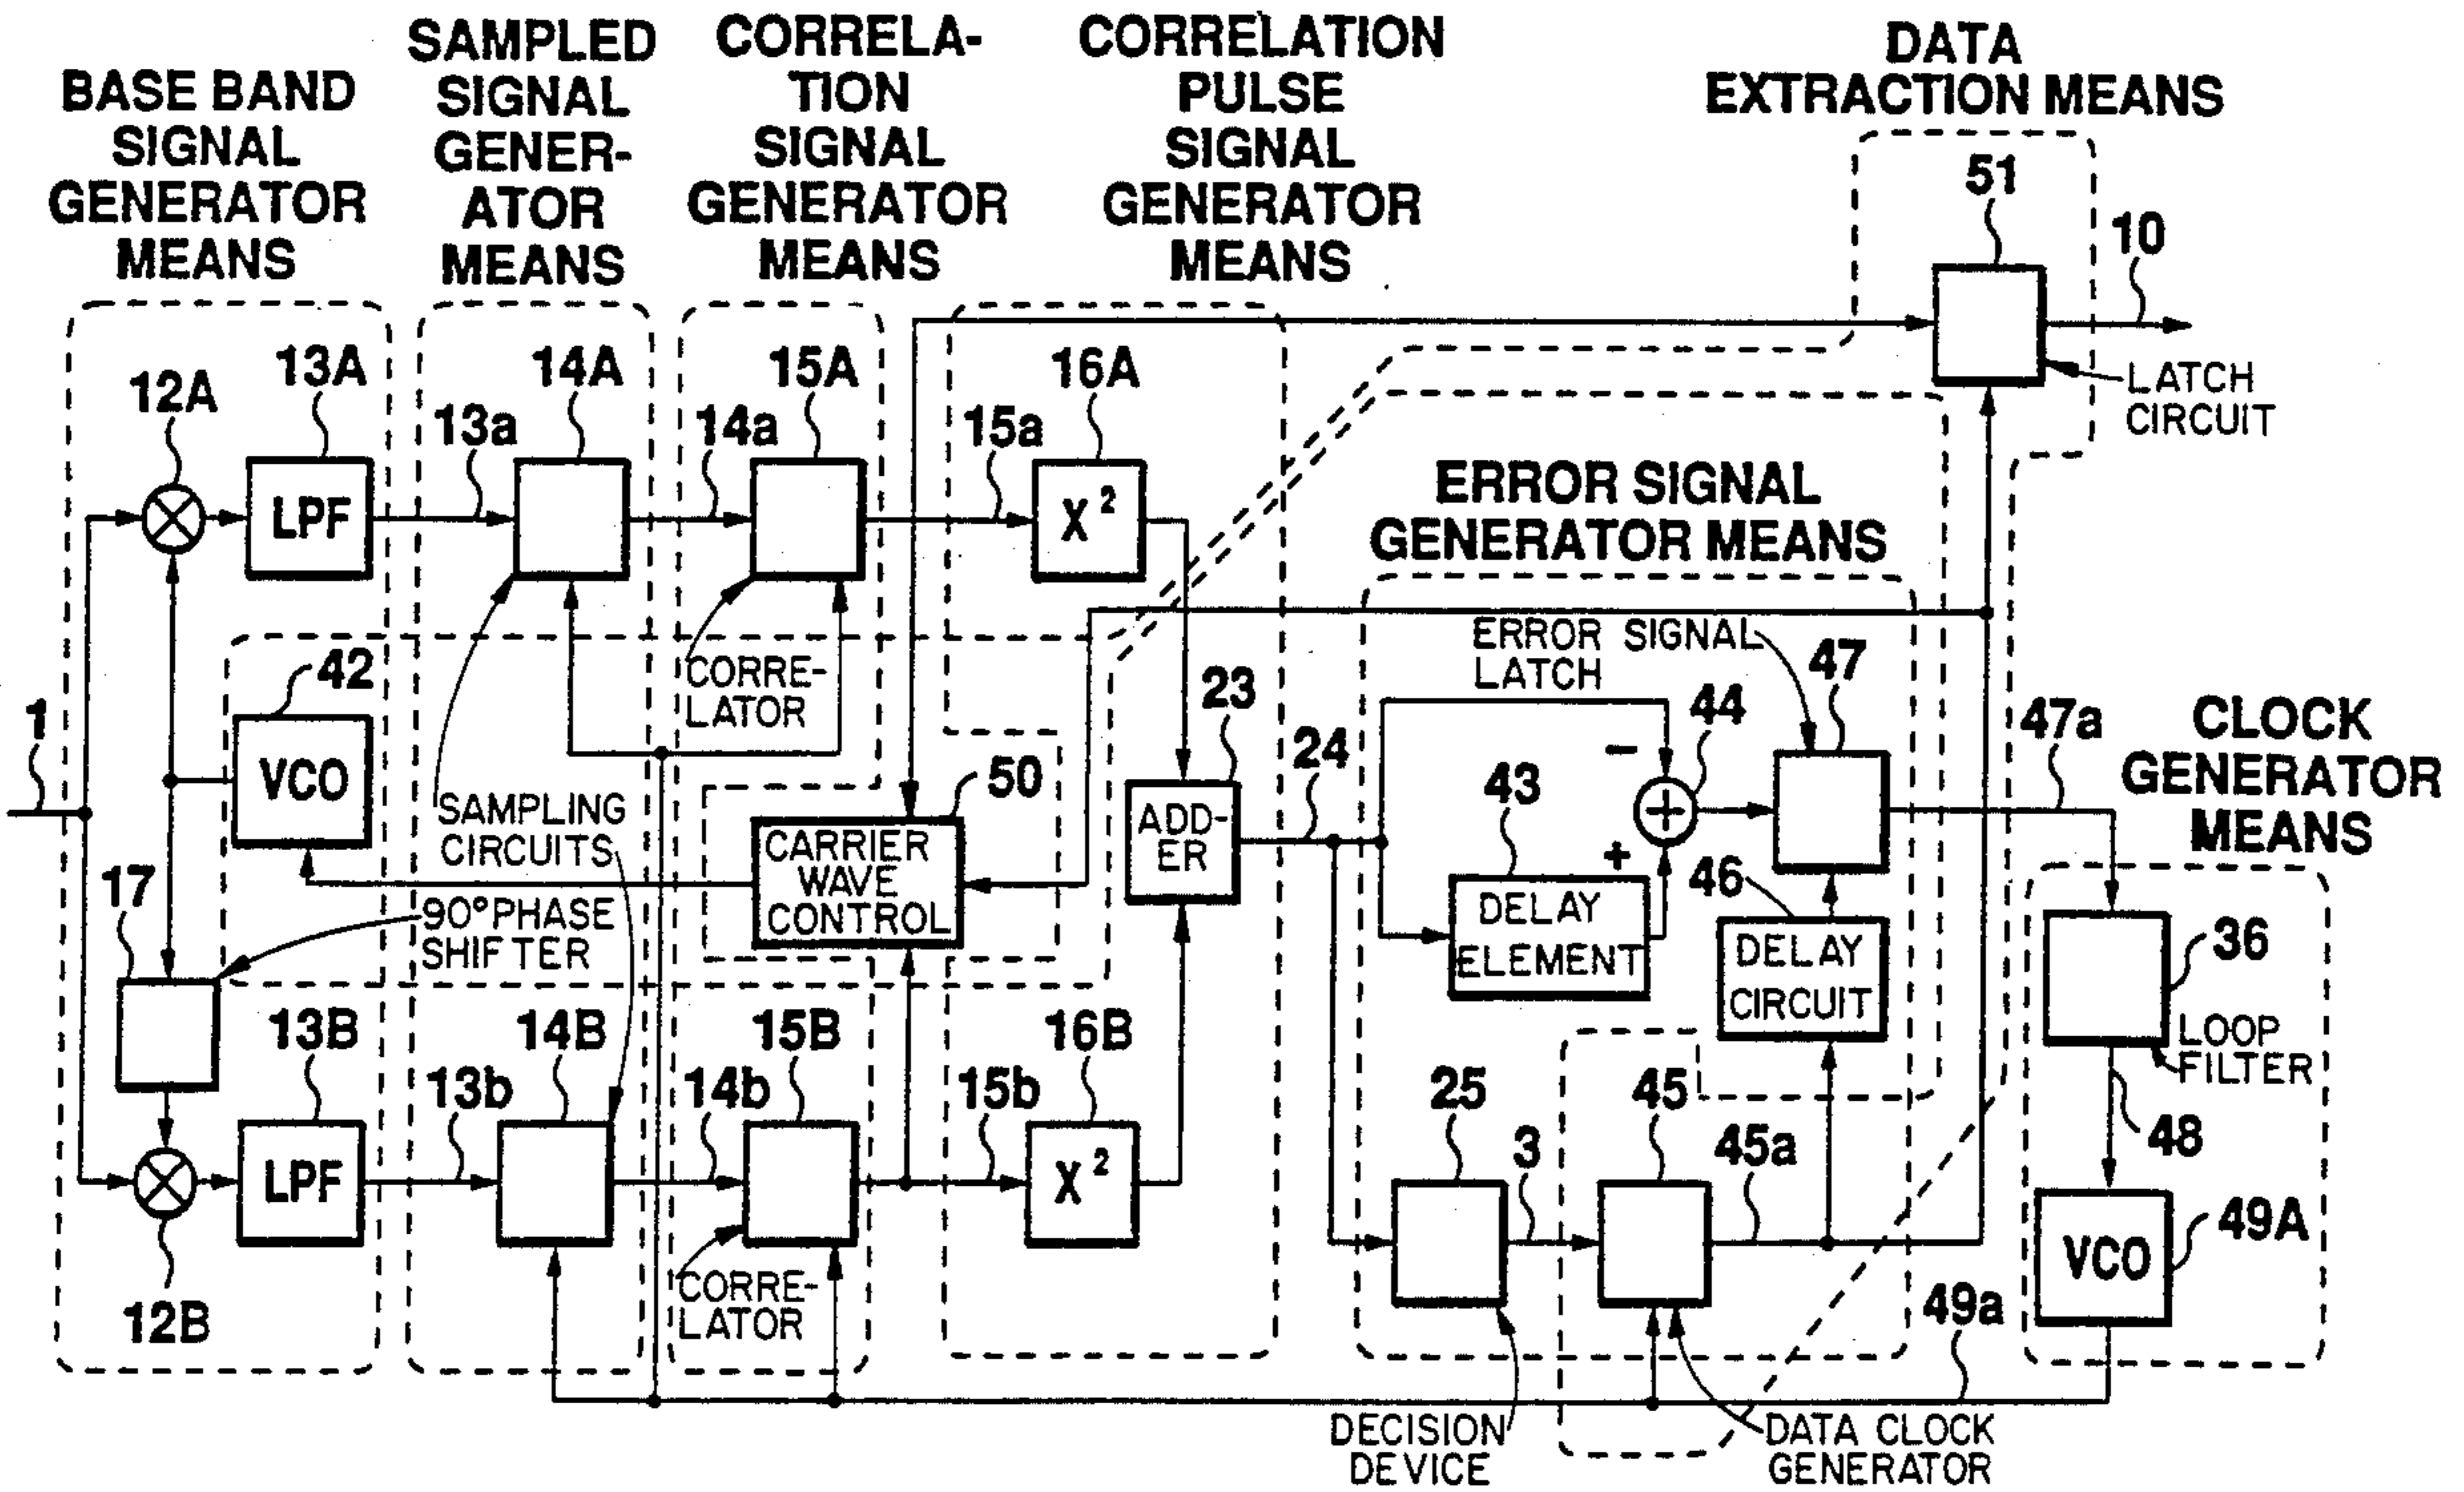 BASE BAND
SIGNAL
GENERATOR
MEANS
SAMPLED
SIGNAL
GENER-
ATOR
MEANS
CORRELA-
TION
SIGNAL
GENERATOR
MEANS
CORRELATION
PULSE
SIGNAL
GENERATOR
MEANS
DATA
EXTRACTION MEANS
51
10
LATCH
CIRCUIT
12A
13A
LPF
13a
14A
14a
15A
15a
16A
X²
ERROR SIGNAL
GENERATOR MEANS
ERROR SIGNAL
LATCH
47
CORRE-
LATOR
42
VCO
1
SAMPLING
CIRCUITS
50
CARRIER
WAVE
CONTROL
23
ADD-
ER
24
−
44
+
43
DELAY
ELEMENT
46
DELAY
CIRCUIT
47a
CLOCK
GENERATOR
MEANS
36
LOOP
FILTER
48
17
90° PHASE
SHIFTER
13B
LPF
12B
13b
14B
14b
15B
15b
16B
X²
CORRE-
LATOR
25
3
45
45a
49A
VCO
49a
DECISION
DEVICE
DATA CLOCK
GENERATOR